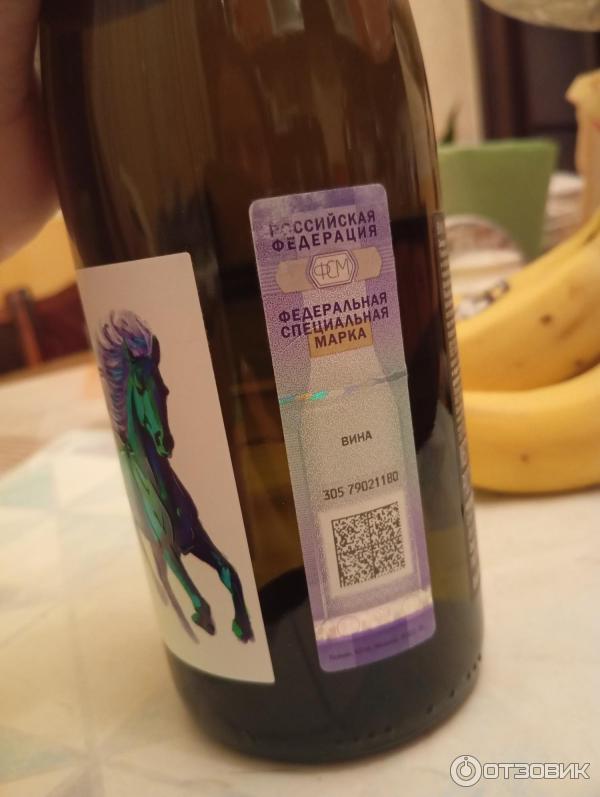 РОССИЙСКАЯ
ФЕДЕРАЦИЯ
ФСМ
ФЕДЕРАЛЬНАЯ
СПЕЦИАЛЬНАЯ
МАРКА
ВИНА
305 79021180
ОТЗОВИК